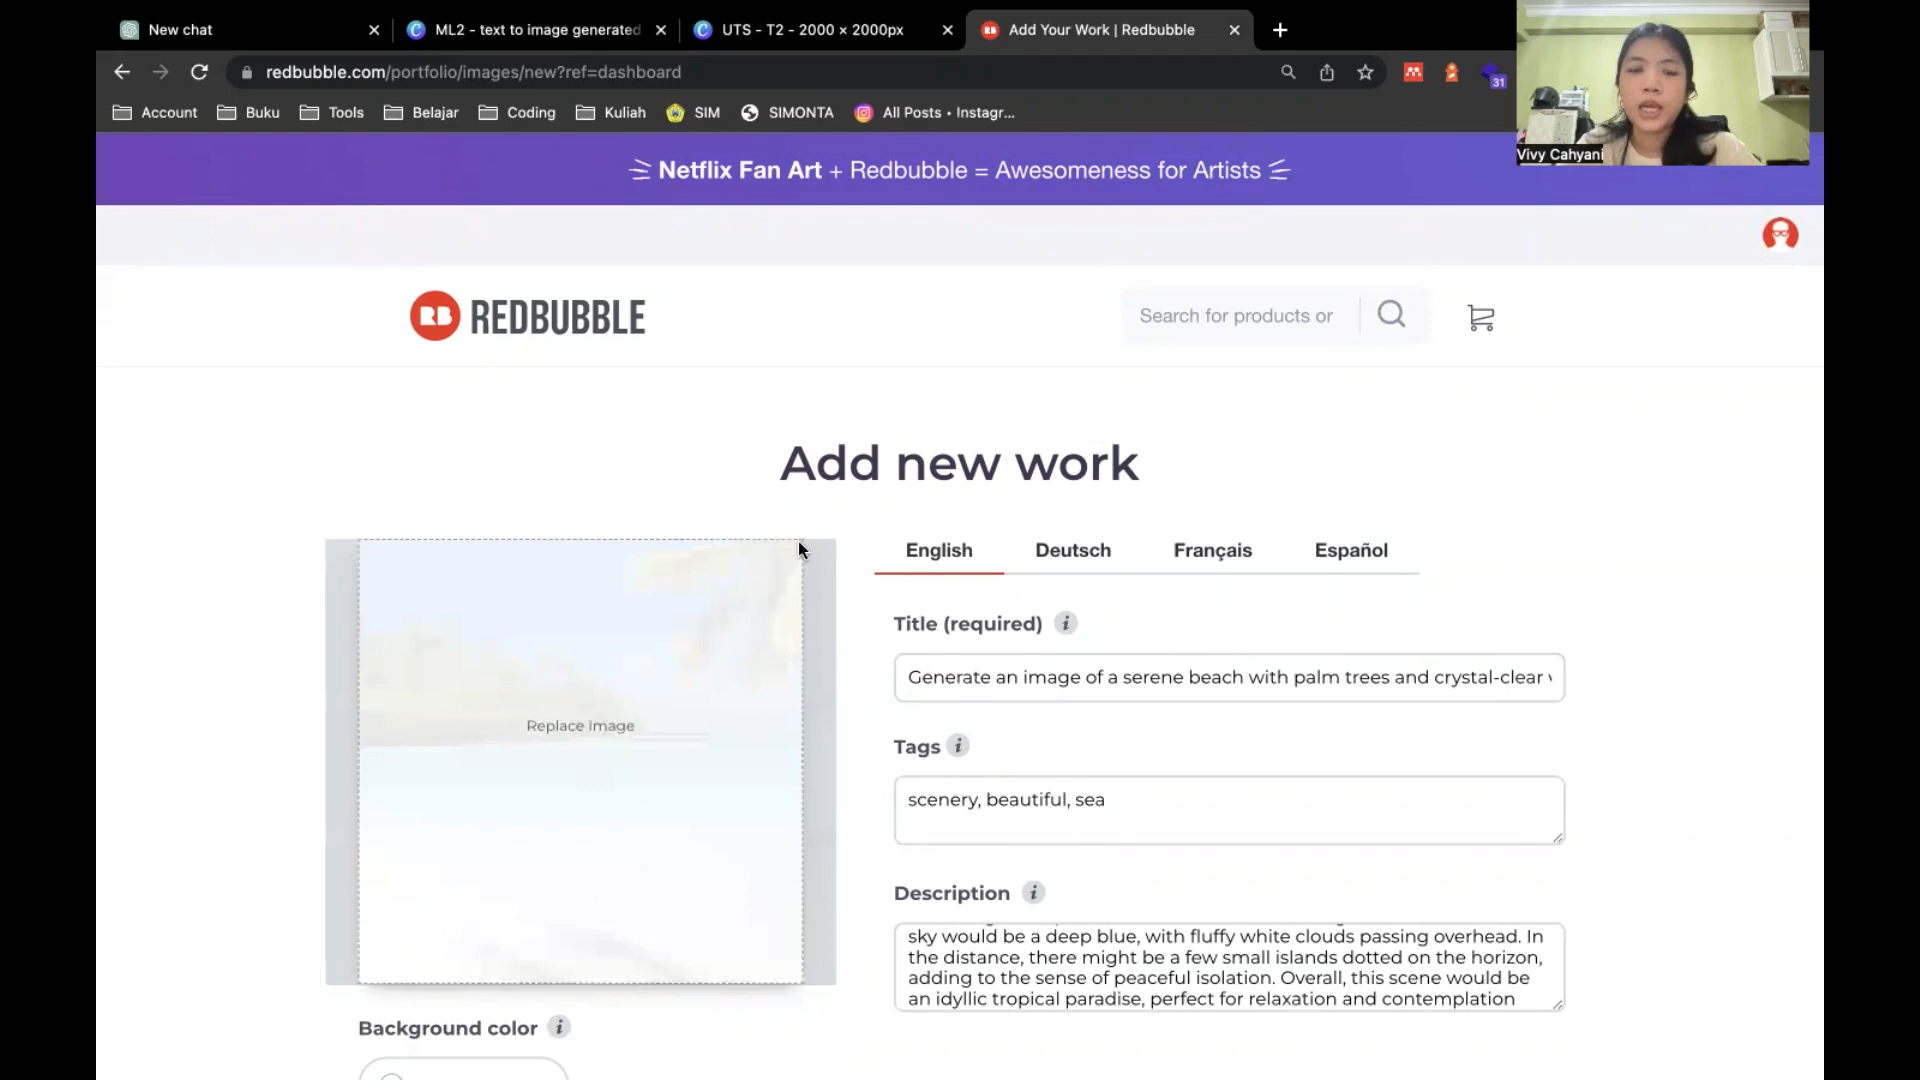 New chat
ML2 - text to image generated
UTS - T2 - 2000 × 2000px
Add Your Work | Redbubble
redbubble.com/portfolio/images/new?ref=dashboard
31
Account
Buku
Tools
Belajar
Coding
Kuliah
SIM
SIMONTA
All Posts • Instagr...
Vivy Cahyani
Netflix Fan Art + Redbubble = Awesomeness for Artists
RB REDBUBBLE
Search for products or
Add new work
English
Deutsch
Français
Español
Title (required) i
Generate an image of a serene beach with palm trees and crystal-clear
Replace Image
Tags i
scenery, beautiful, sea
Description i
sky would be a deep blue, with fluffy white clouds passing overhead. In
the distance, there might be a few small islands dotted on the horizon,
adding to the sense of peaceful isolation. Overall, this scene would be
an idyllic tropical paradise, perfect for relaxation and contemplation
Background color i